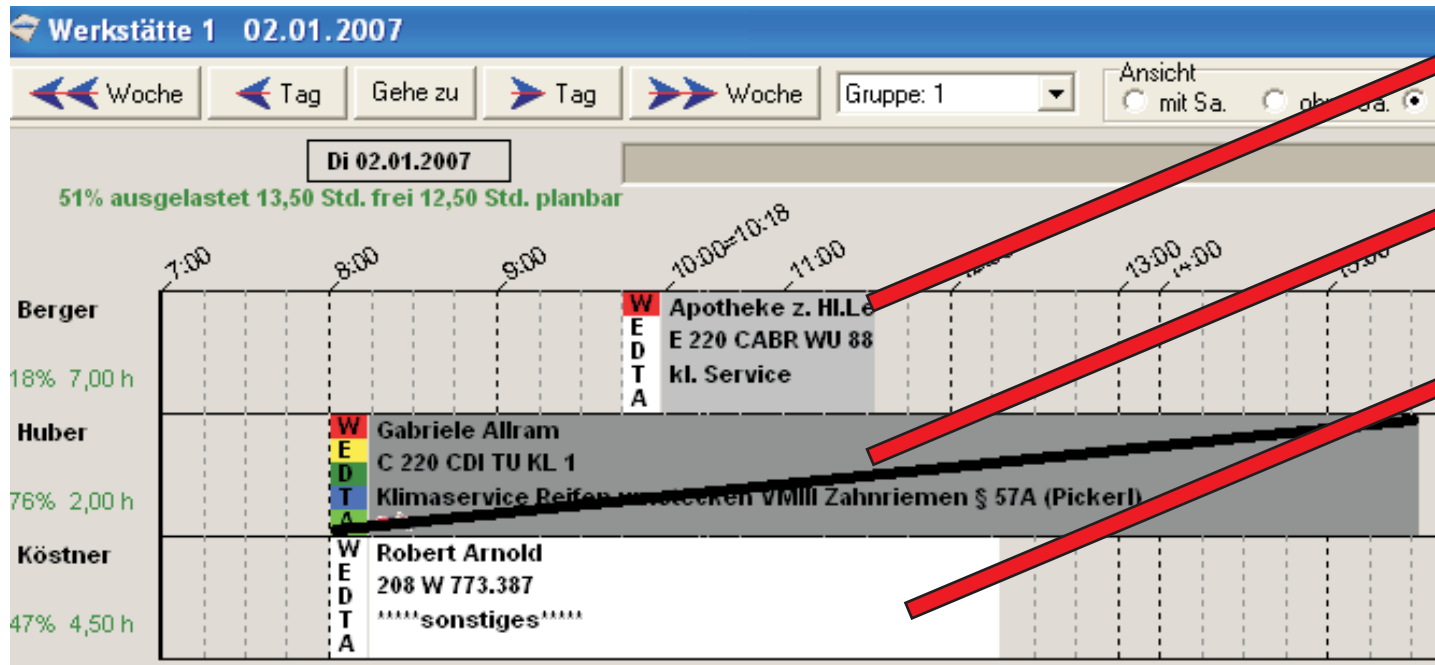 Werkstätte 1 02.01.2007
Woche Tag Gehe zu Tag Woche Gruppe: 1 Ansicht
mit Sa. Sa.
Di 02.01.2007
51% ausgelastet 13,50 Std. frei 12,50 Std. planbar
7:00 8:00 9:00 10:00=10:18 11:00 13:00 14:00
Berger
18% 7,00 h
W E D T A
Apotheke z. Hl.Le
E 220 CABR WU 88
kl. Service
Huber
76% 2,00 h
W E D T A
Gabriele Allram
C 220 CDI TU KL 1
Klimaservice Reifen VMIII Zahnriemen § 57A (Pickerl)
Köstner
47% 4,50 h
W E D T A
Robert Arnold
208 W 773.387
*****sonstiges*****